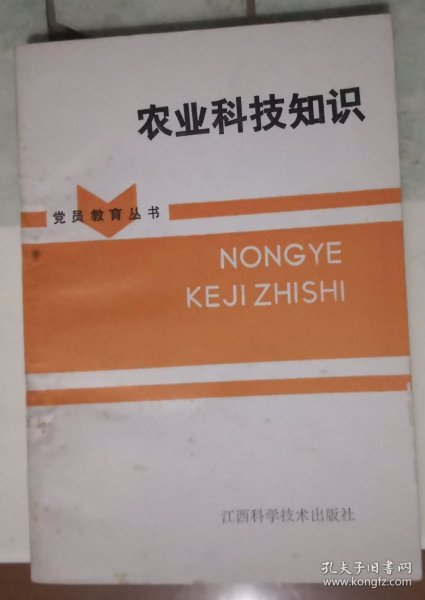 农业科技知识
党员教育丛书
NONGYE
KEJI ZHISHI
江西科学技术出版社
孔夫子旧书网
www.kongfz.com